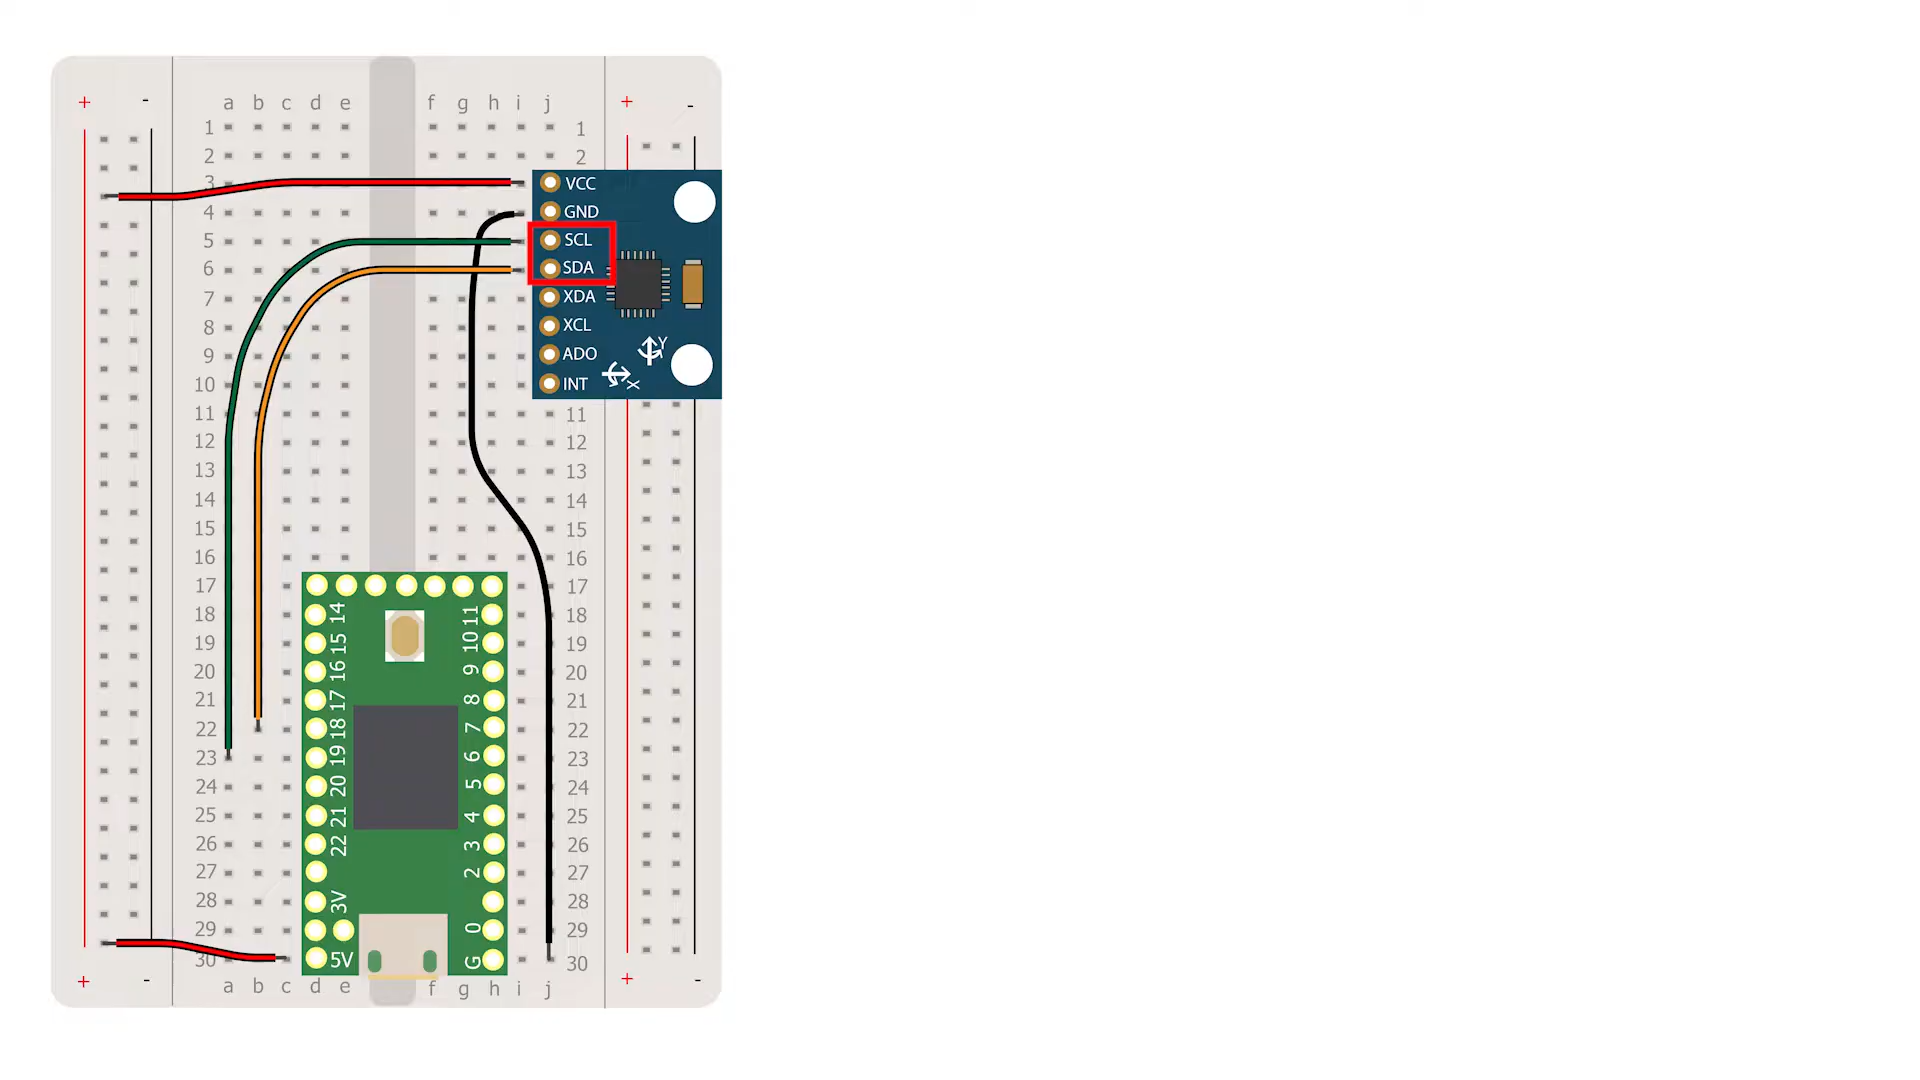 + - a b c d e f g h i j + -
1 1
2 2
3 VCC
4 GND
5 SCL
6 SDA
7 XDA
8 XCL
9 ADO
10 INT
Y
X
11 11
12 12
13 13
14 14
15 15
16 16
17 17
18 14 11 18
19 15 10 19
20 16 9 20
21 17 8 21
22 18 7 22
23 19 6 23
24 20 5 24
25 21 4 25
26 22 3 26
27 2 27
28 3V 28
29 0 29
30 5V G 30
+ - a b c d e f g h i j + -